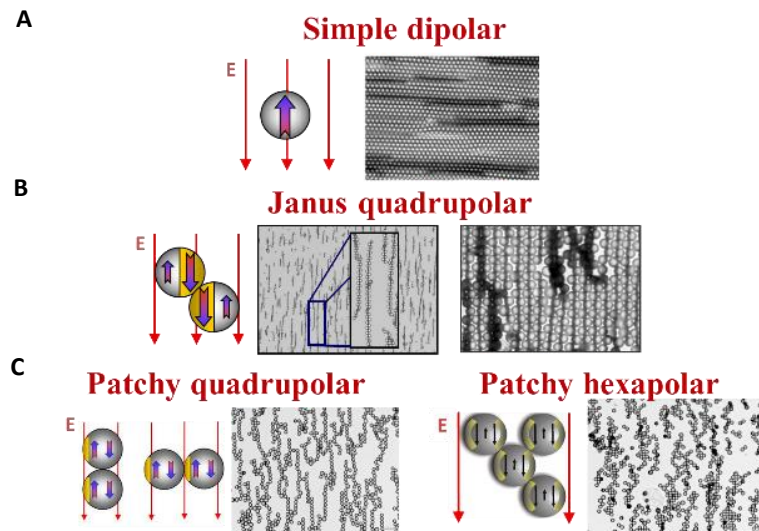 A
Simple dipolar
E
B
Janus quadrupolar
E
C
Patchy quadrupolar
Patchy hexapolar
E
E